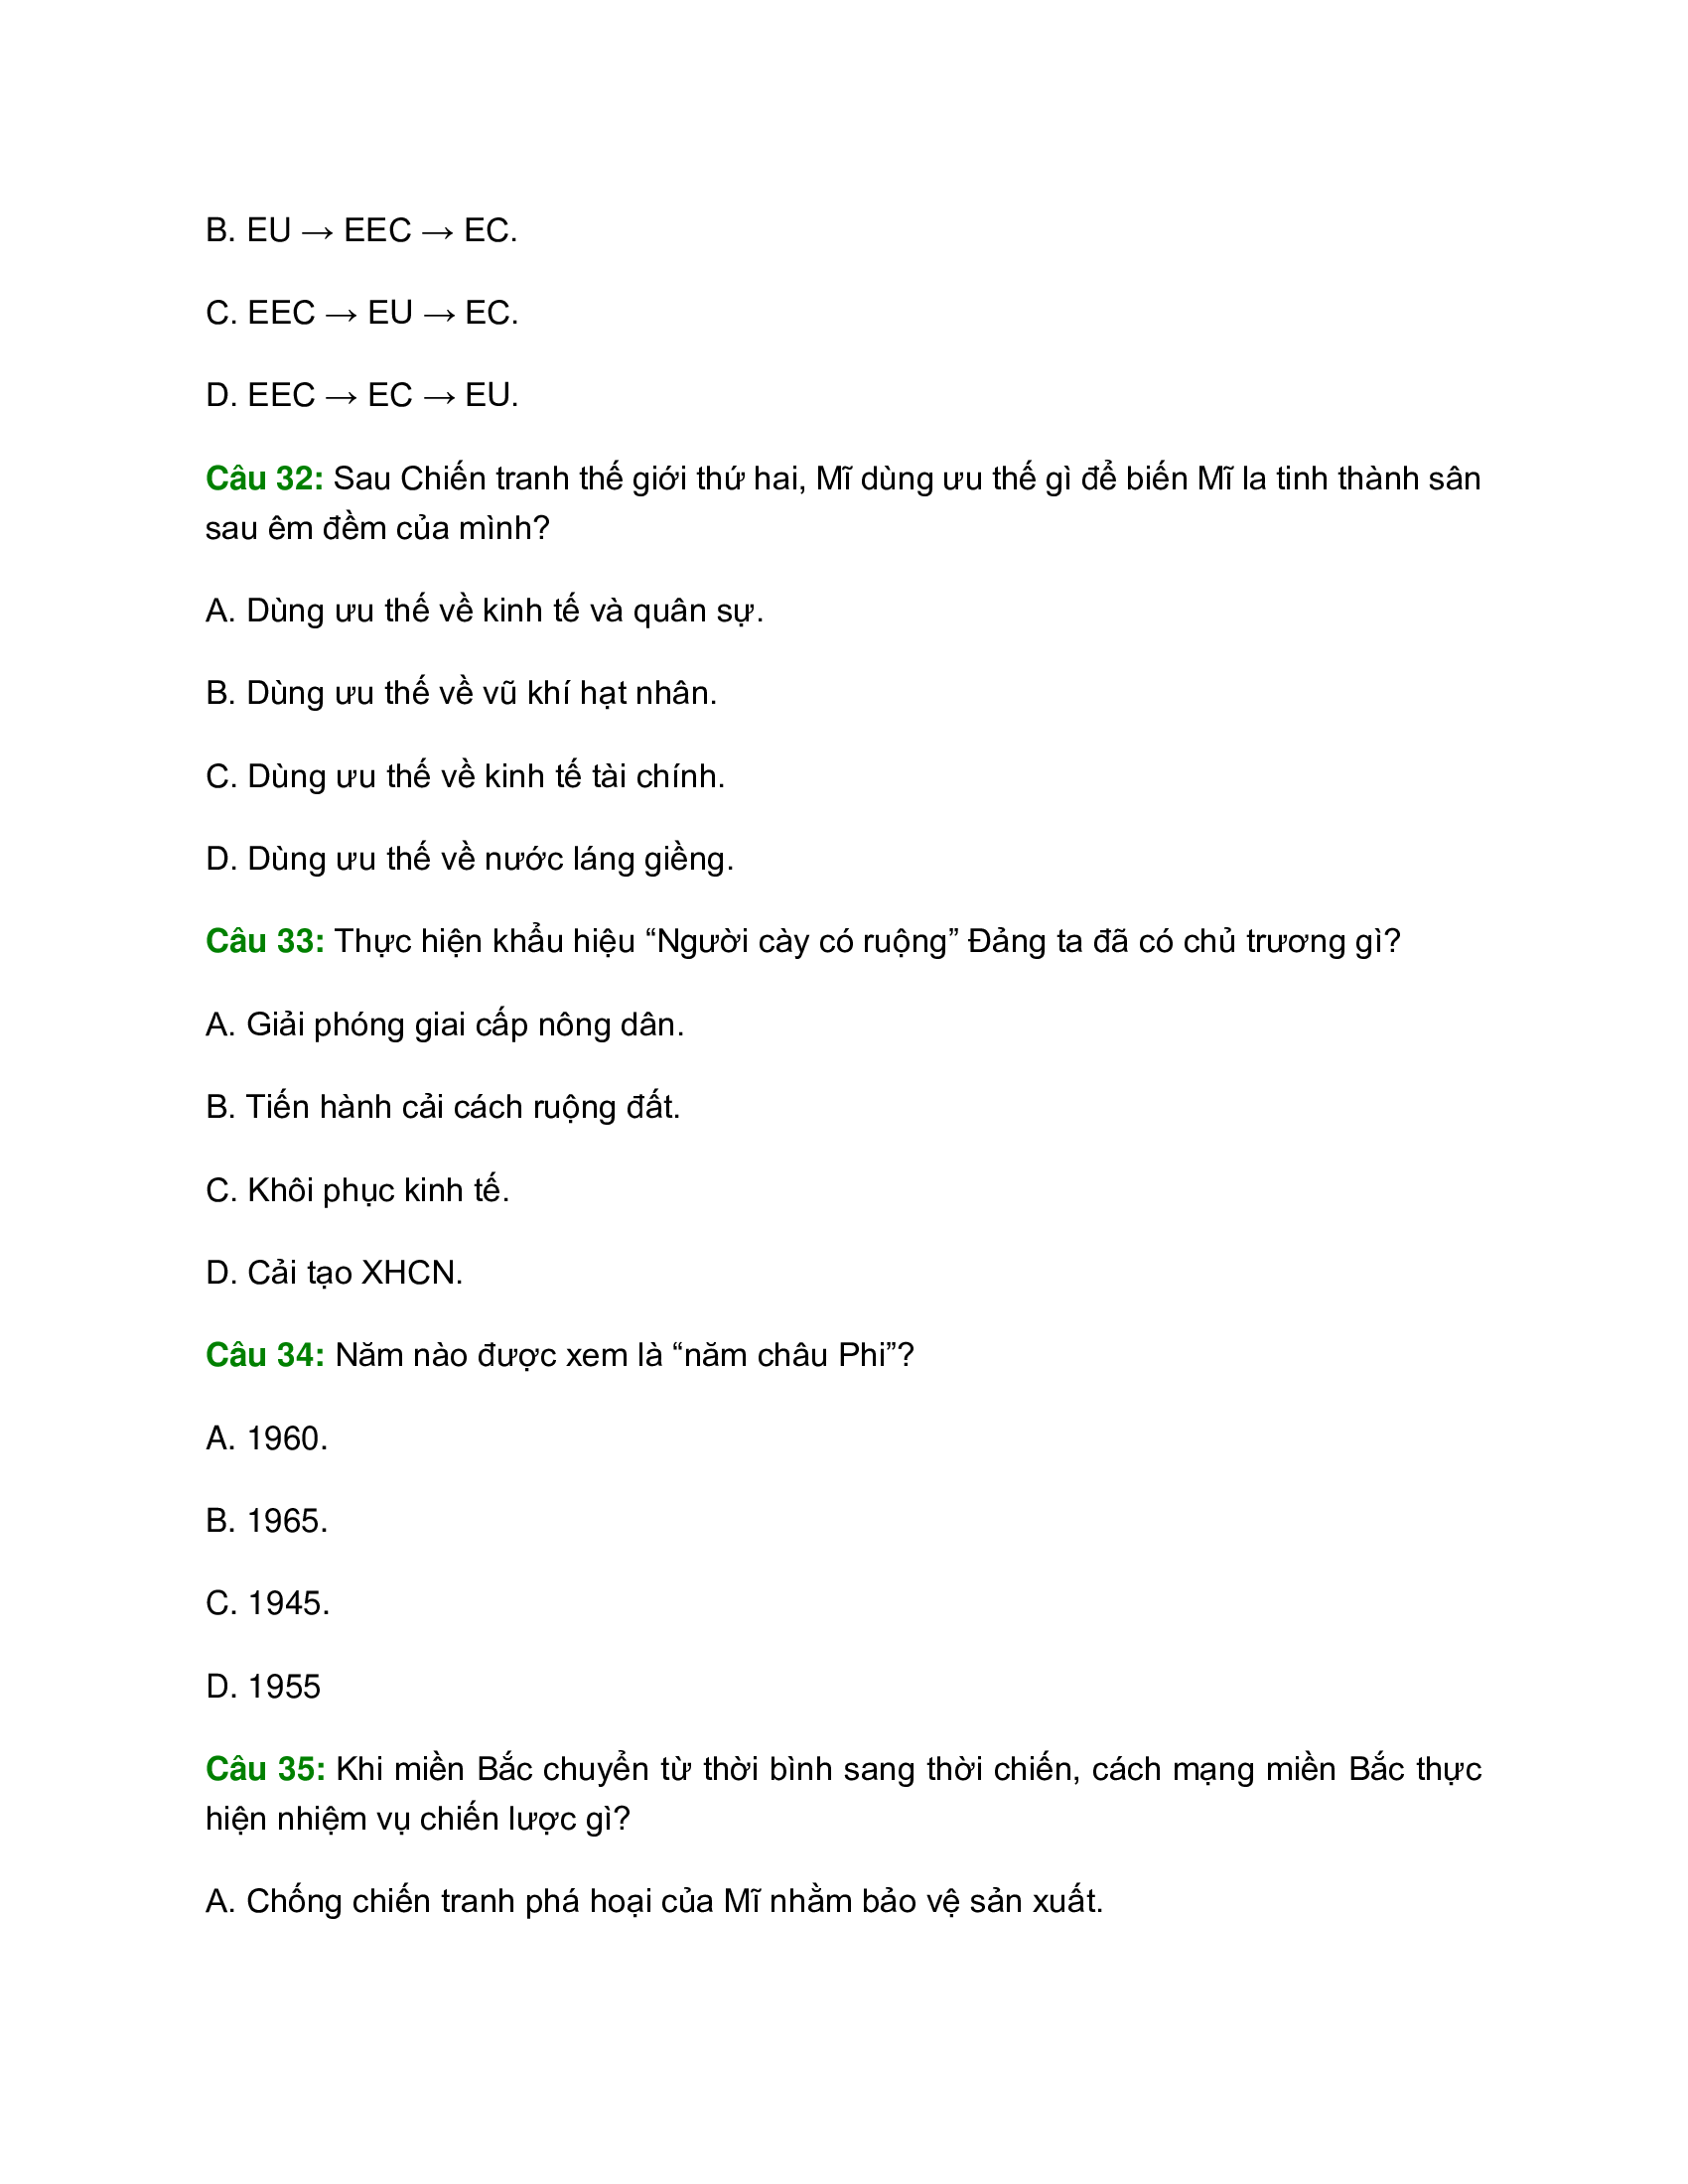 B. EU → EEC → EC.
C. EEC → EU → EC.
D. EEC → EC → EU.
Câu 32: Sau Chiến tranh thế giới thứ hai, Mĩ dùng ưu thế gì để biến Mĩ la tinh thành sân
sau êm đềm của mình?
A. Dùng ưu thế về kinh tế và quân sự.
B. Dùng ưu thế về vũ khí hạt nhân.
C. Dùng ưu thế về kinh tế tài chính.
D. Dùng ưu thế về nước láng giềng.
Câu 33: Thực hiện khẩu hiệu “Người cày có ruộng” Đảng ta đã có chủ trương gì?
A. Giải phóng giai cấp nông dân.
B. Tiến hành cải cách ruộng đất.
C. Khôi phục kinh tế.
D. Cải tạo XHCN.
Câu 34: Năm nào được xem là “năm châu Phi”?
A. 1960.
B. 1965.
C. 1945.
D. 1955
Câu 35: Khi miền Bắc chuyển từ thời bình sang thời chiến, cách mạng miền Bắc thực
hiện nhiệm vụ chiến lược gì?
A. Chống chiến tranh phá hoại của Mĩ nhằm bảo vệ sản xuất.